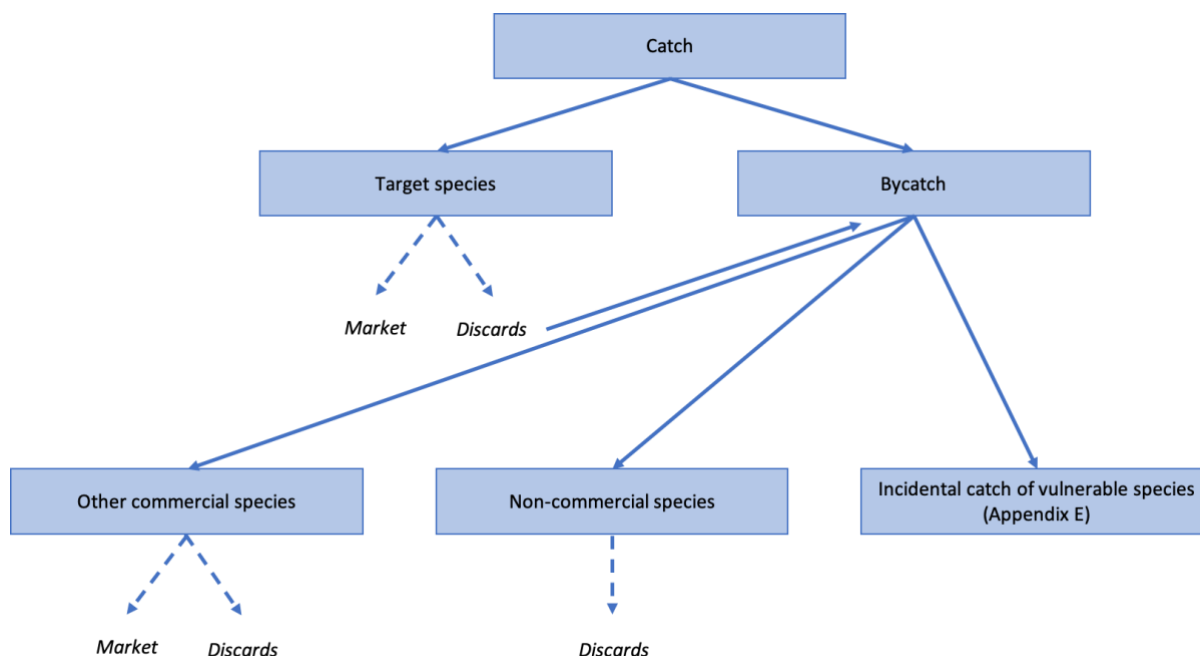 Catch
Target species
Bycatch
Market
Discards
Other commercial species
Non-commercial species
Incidental catch of vulnerable species
(Appendix E)
Market
Discards
Discards